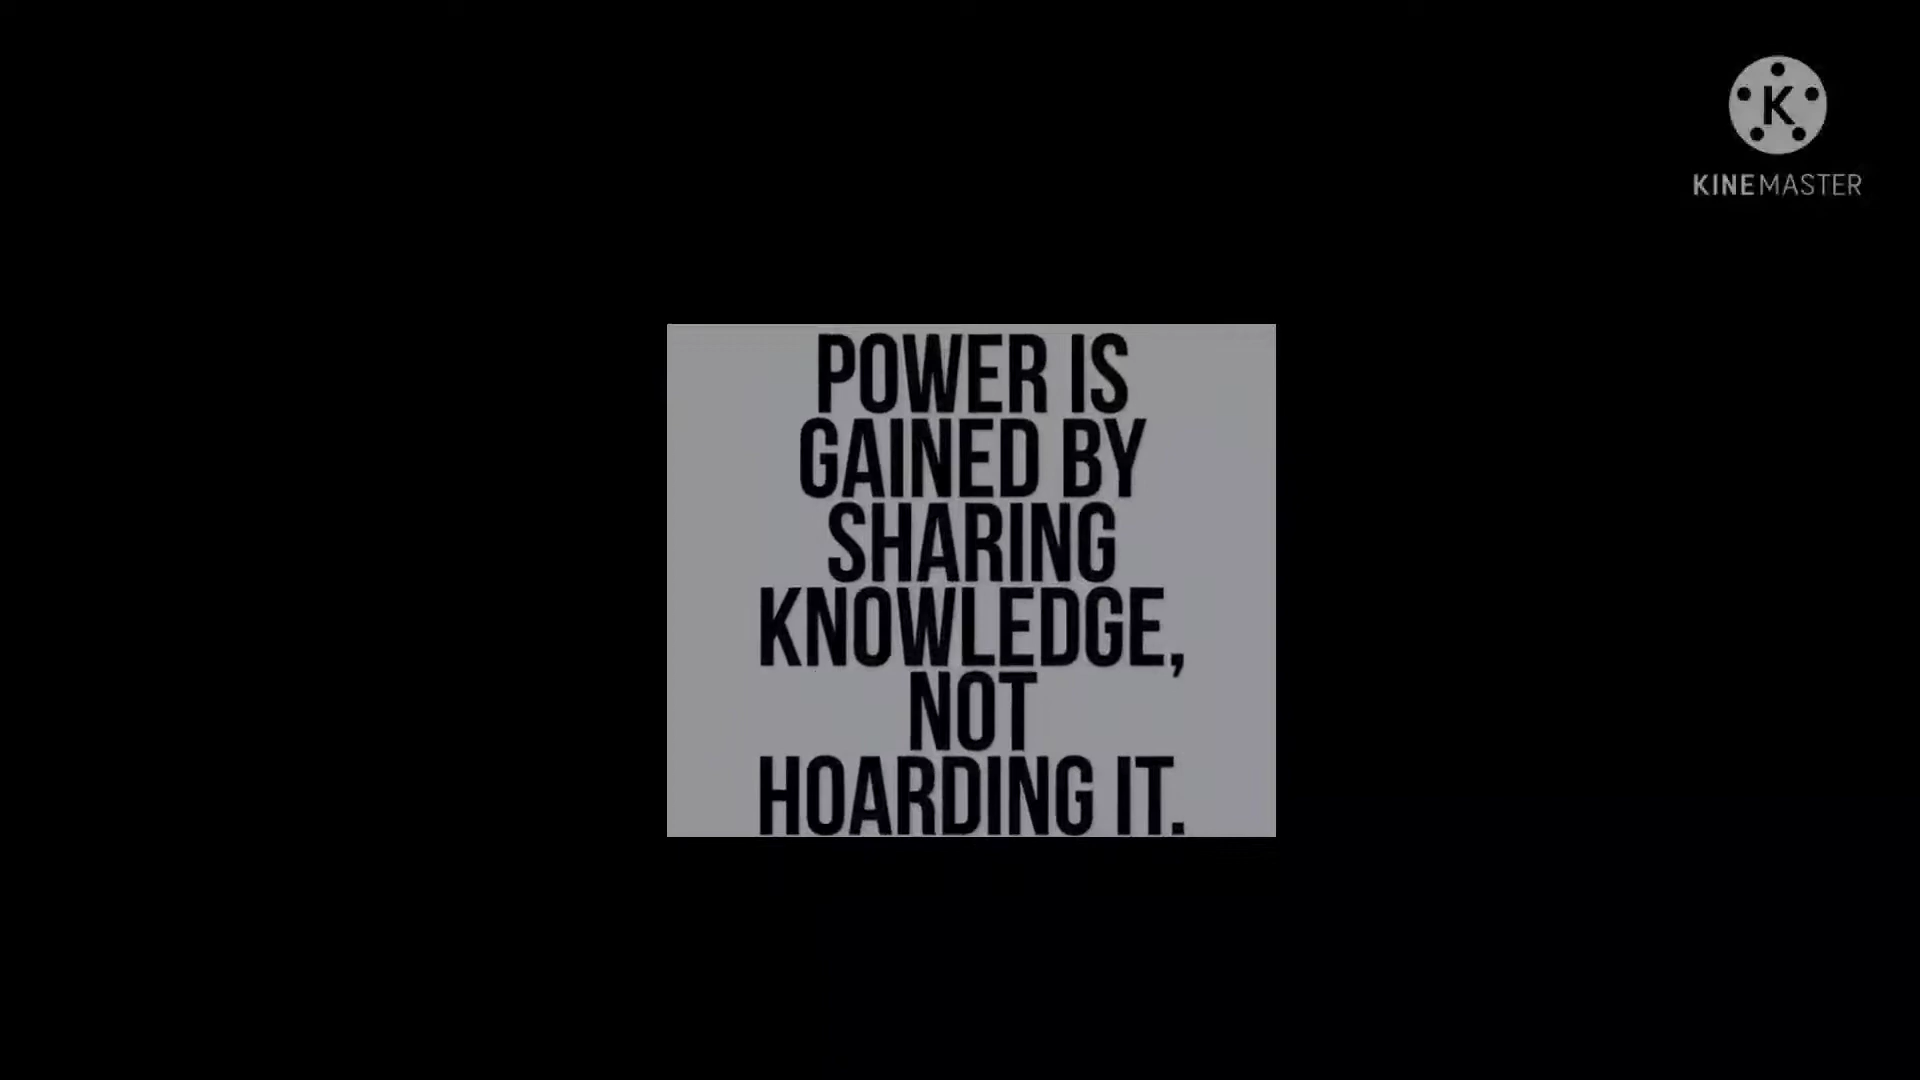 K
KINEMASTER
POWER IS
GAINED BY
SHARING
KNOWLEDGE,
NOT
HOARDING IT.